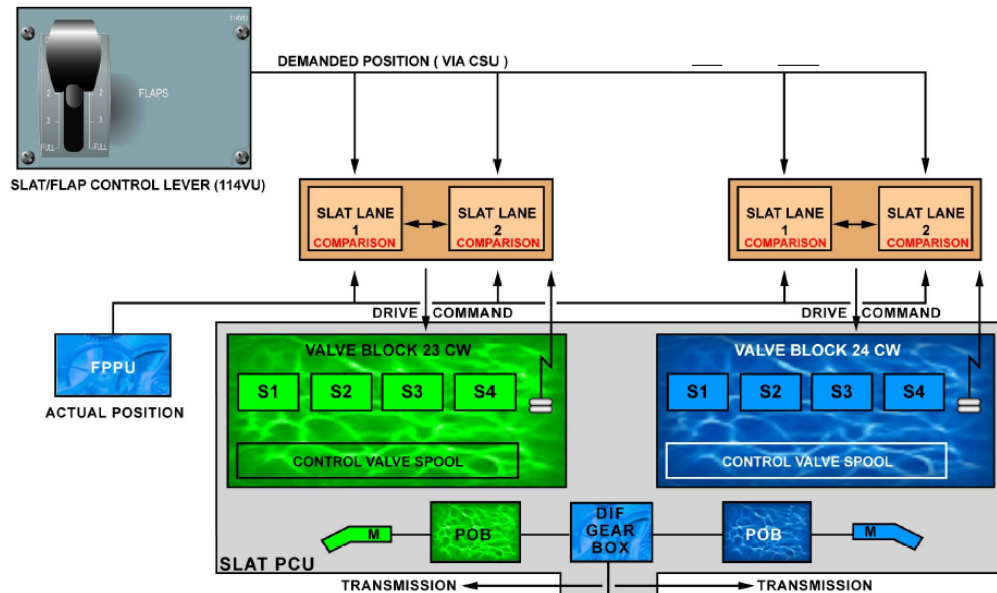 114VU
DEMANDED POSITION ( VIA CSU )
2 2
FLAPS
3 3
FULL FULL
SLAT/FLAP CONTROL LEVER (114VU)
SLAT LANE
1
COMPARISON
SLAT LANE
2
COMPARISON
SLAT LANE
1
COMPARISON
SLAT LANE
2
COMPARISON
DRIVE COMMAND
DRIVE COMMAND
FPPU
ACTUAL POSITION
VALVE BLOCK 23 CW
S1 S2 S3 S4
CONTROL VALVE SPOOL
VALVE BLOCK 24 CW
S1 S2 S3 S4
CONTROL VALVE SPOOL
M
POB
DIF
GEAR
BOX
POB
M
SLAT PCU
TRANSMISSION
TRANSMISSION